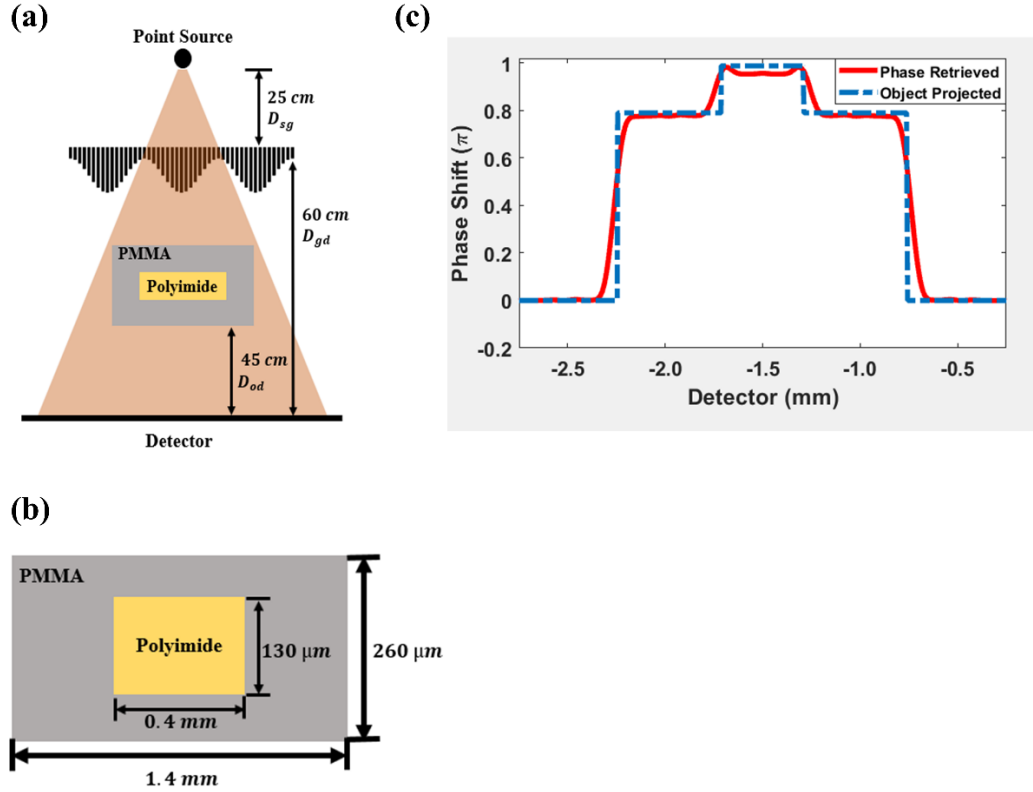 (a)
Point Source
25 cm
D_sg
60 cm
D_gd
PMMA
Polyimide
45 cm
D_od
Detector
(b)
PMMA
Polyimide
130 μm
260 μm
0.4 mm
1.4 mm
(c)
Phase Retrieved
Object Projected
1
0.8
0.6
0.4
0.2
0
-0.2
Phase Shift (π)
-2.5
-2.0
-1.5
-1.0
-0.5
Detector (mm)